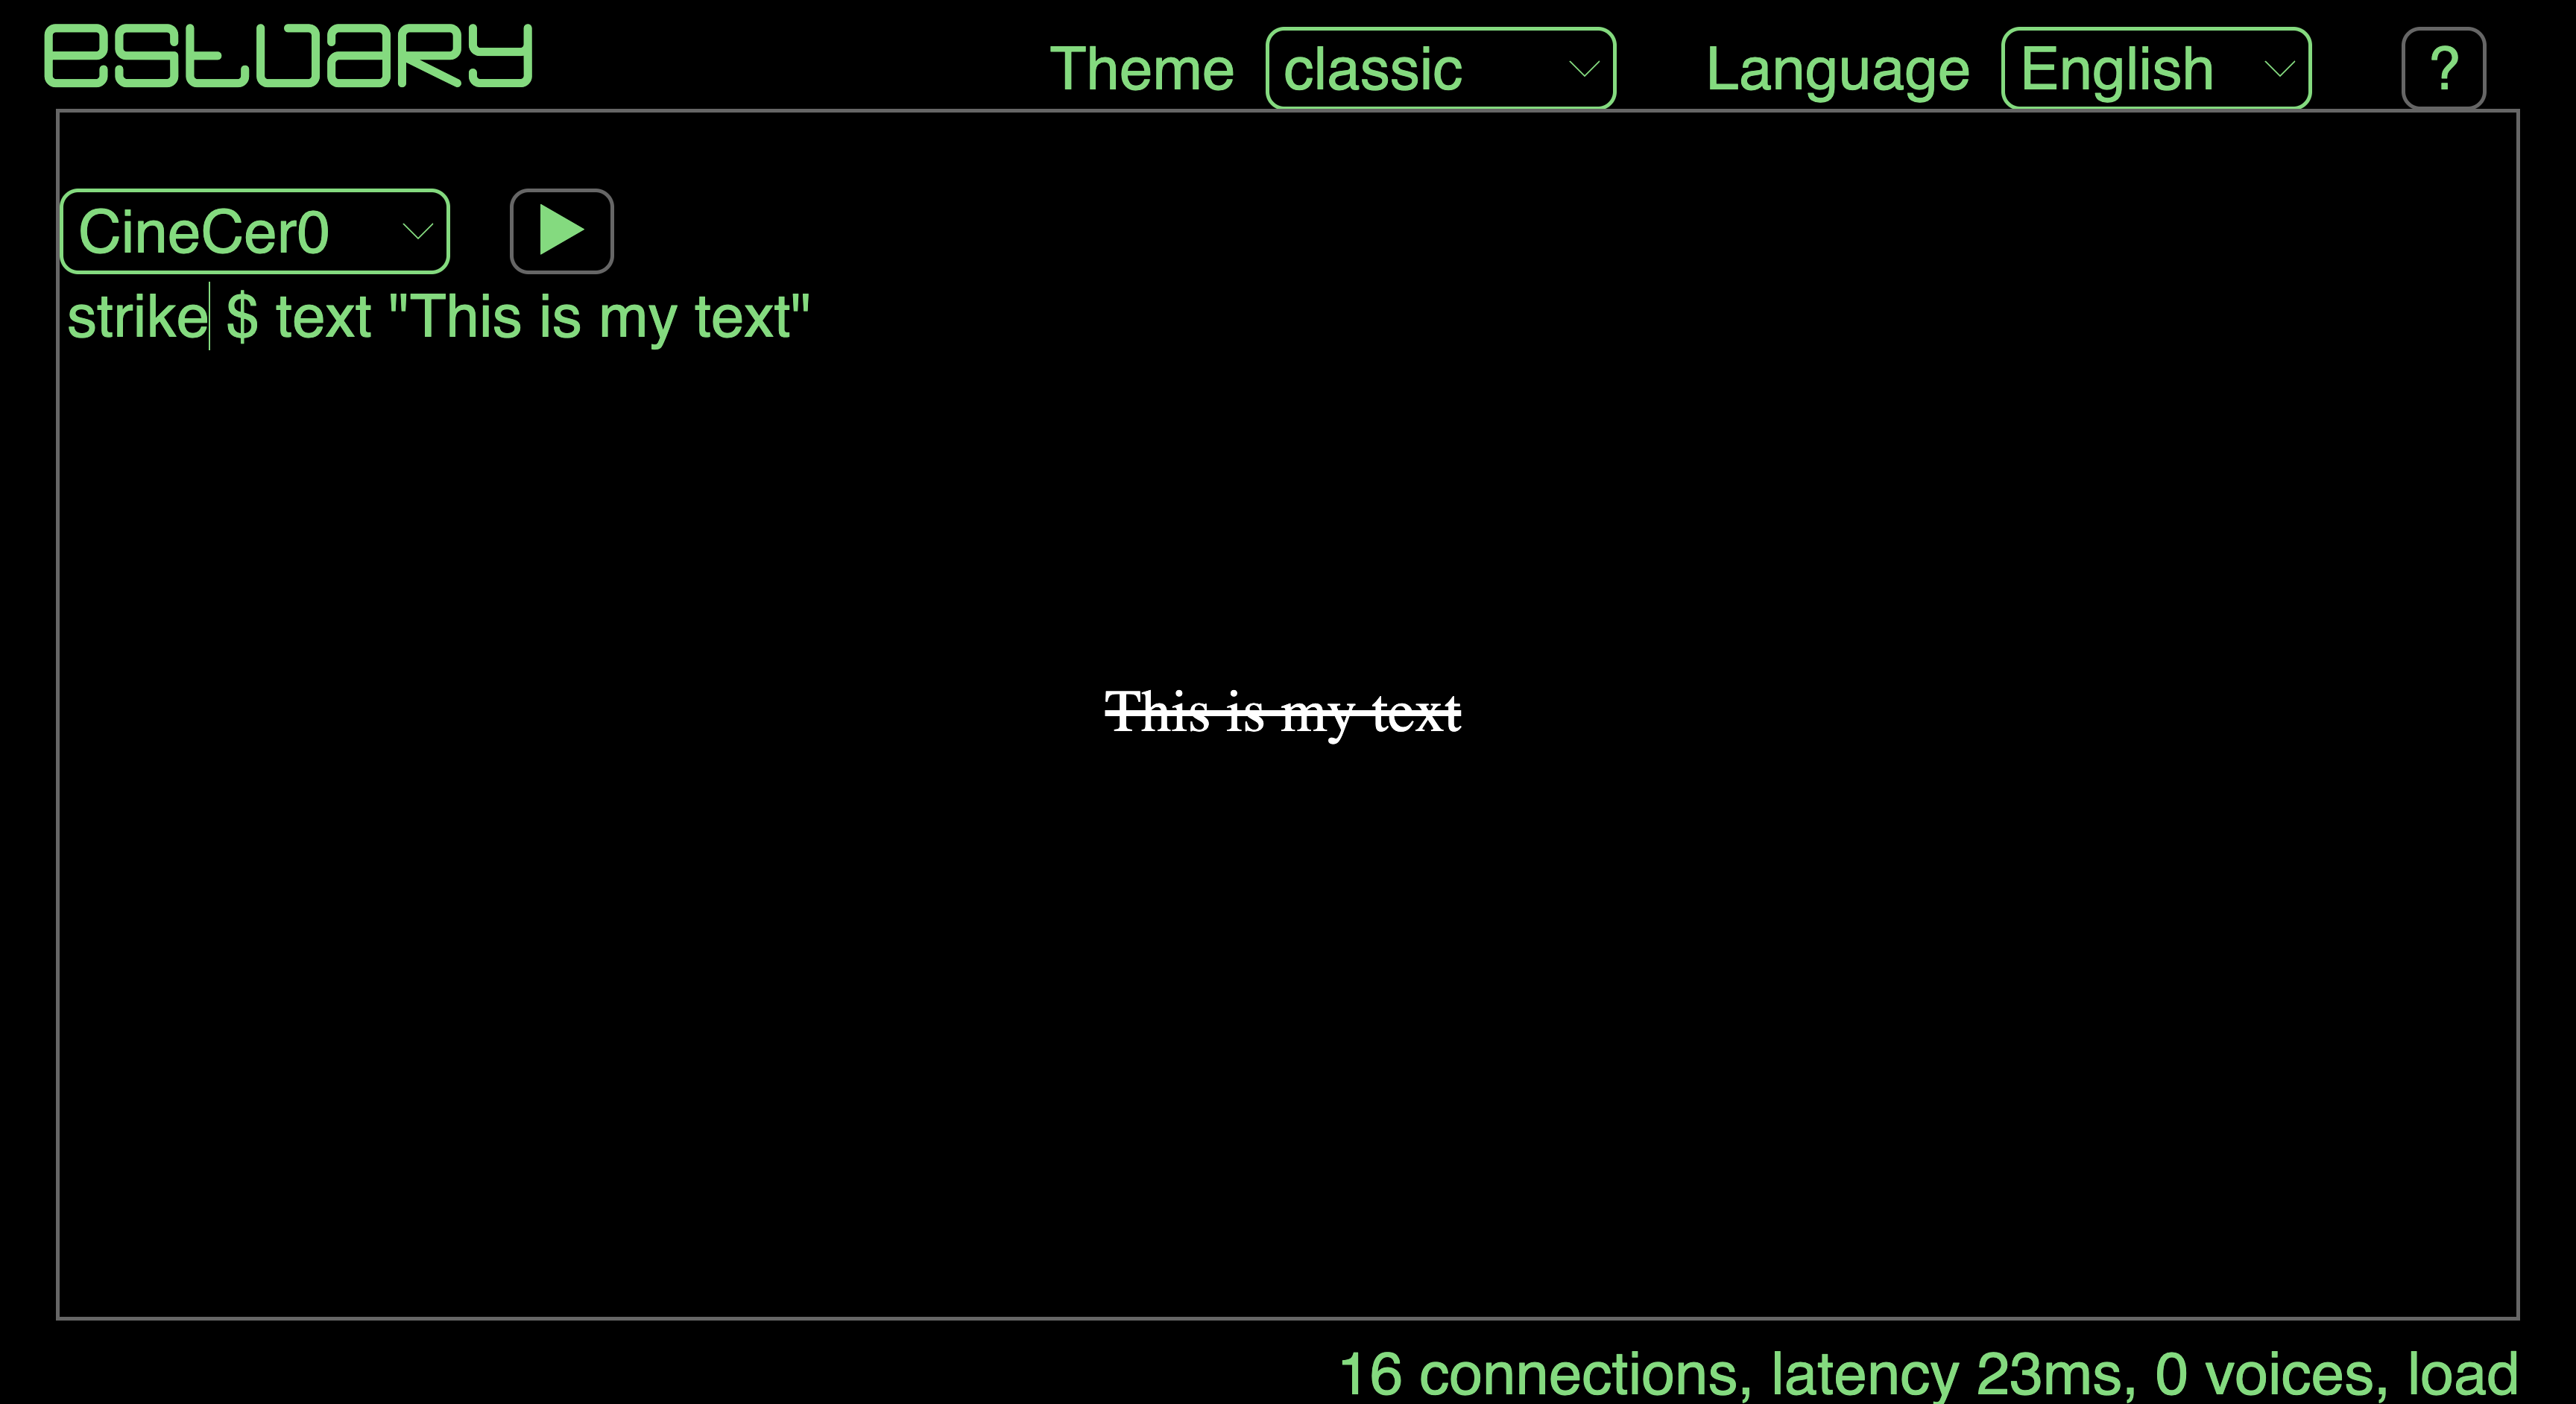 estuary
Theme classic Language English ?
CineCer0
strike $ text "This is my text"
This is my text
16 connections, latency 23ms, 0 voices, load